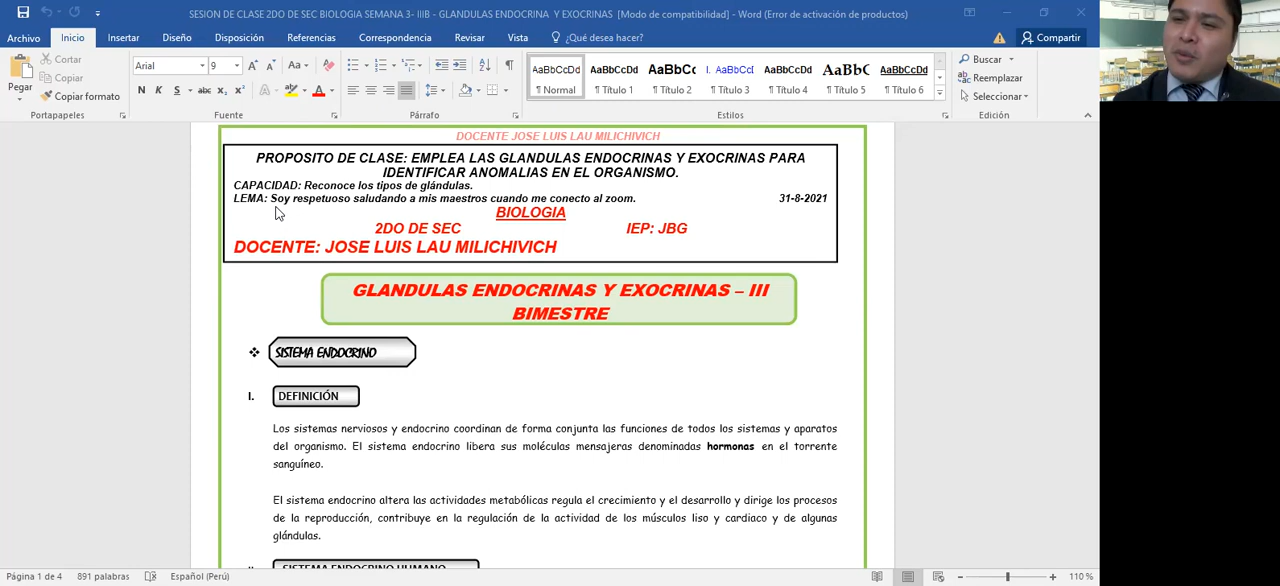 SESION DE CLASE 2DO DE SEC BIOLOGIA SEMANA 3- IIIB - GLANDULAS ENDOCRINA Y EXOCRINAS [Modo de compatibilidad] - Word (Error de activación de productos)
Archivo Inicio Insertar Diseño Disposición Referencias Correspondencia Revisar Vista ¿Qué desea hacer? Compartir
Pegar
Cortar
Copiar
Copiar formato
Portapapeles
Arial 9 A A Aa
N K S abc x₂ x² A ab A
Fuente
Párrafo
AaBbCcDd AaBbCcDd AaBbCc I. AaBbCcI AaBbCcDd AaBbC AaBbCcDd
¶ Normal ¶ Título 1 ¶ Título 2 ¶ Título 3 ¶ Título 4 ¶ Título 5 ¶ Título 6
Estilos
Buscar
Reemplazar
Seleccionar
Edición
DOCENTE JOSE LUIS LAU MILICHIVICH
PROPOSITO DE CLASE: EMPLEA LAS GLANDULAS ENDOCRINAS Y EXOCRINAS PARA
IDENTIFICAR ANOMALIAS EN EL ORGANISMO.
CAPACIDAD: Reconoce los tipos de glándulas.
LEMA: Soy respetuoso saludando a mis maestros cuando me conecto al zoom. 31-8-2021
BIOLOGIA
2DO DE SEC IEP: JBG
DOCENTE: JOSE LUIS LAU MILICHIVICH
GLANDULAS ENDOCRINAS Y EXOCRINAS – III
BIMESTRE
❖ SISTEMA ENDOCRINO
I. DEFINICIÓN
Los sistemas nerviosos y endocrino coordinan de forma conjunta las funciones de todos los sistemas y aparatos
del organismo. El sistema endocrino libera sus moléculas mensajeras denominadas hormonas en el torrente
sanguíneo.
El sistema endocrino altera las actividades metabólicas regula el crecimiento y el desarrollo y dirige los procesos
de la reproducción, contribuye en la regulación de la actividad de los músculos liso y cardiaco y de algunas
glándulas.
SISTEMA ENDOCRINO HUMANO
Página 1 de 4 891 palabras Español (Perú) 110 %